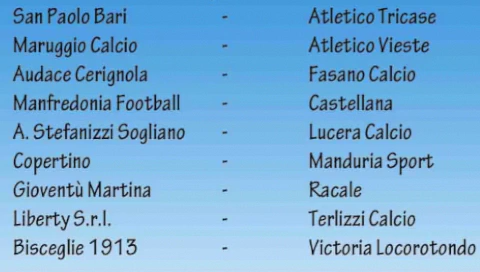 San Paolo Bari - Atletico Tricase
Maruggio Calcio - Atletico Vieste
Audace Cerignola - Fasano Calcio
Manfredonia Football - Castellana
A. Stefanizzi Sogliano - Lucera Calcio
Copertino - Manduria Sport
Gioventù Martina - Racale
Liberty S.r.l. - Terlizzi Calcio
Bisceglie 1913 - Victoria Locorotondo